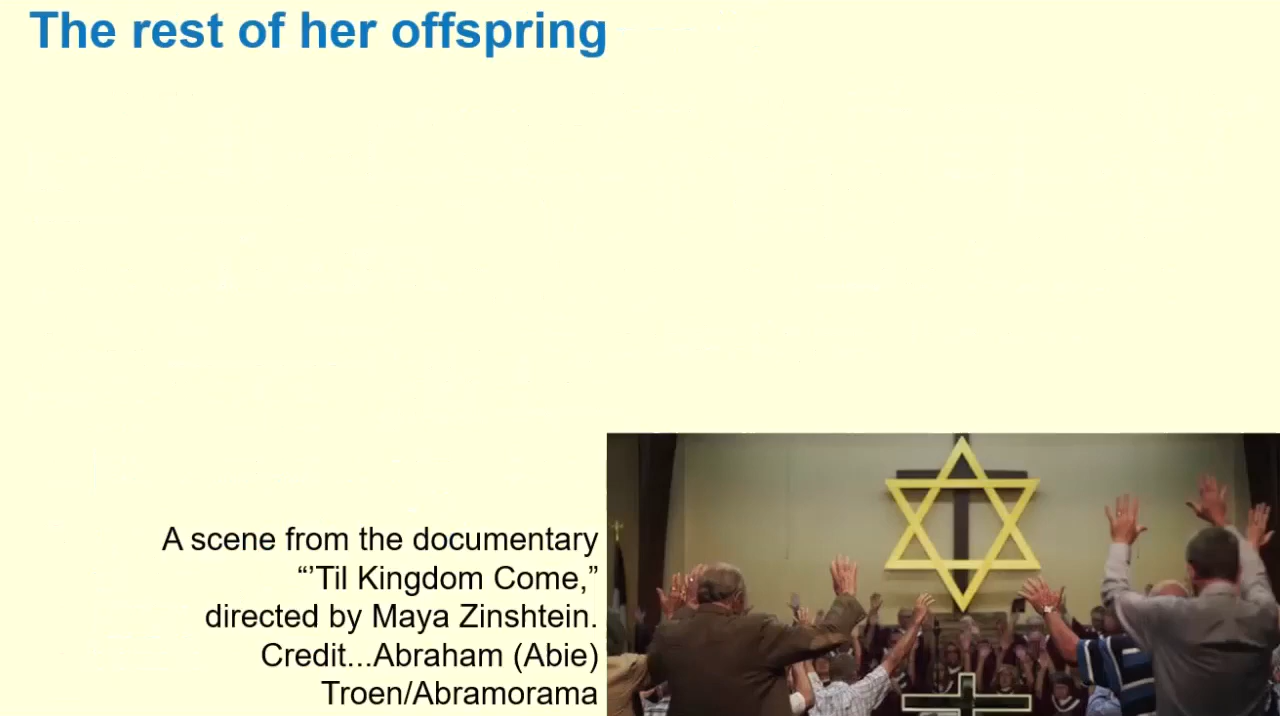 The rest of her offspring
A scene from the documentary
“’Til Kingdom Come,”
directed by Maya Zinshtein.
Credit...Abraham (Abie)
Troen/Abramorama